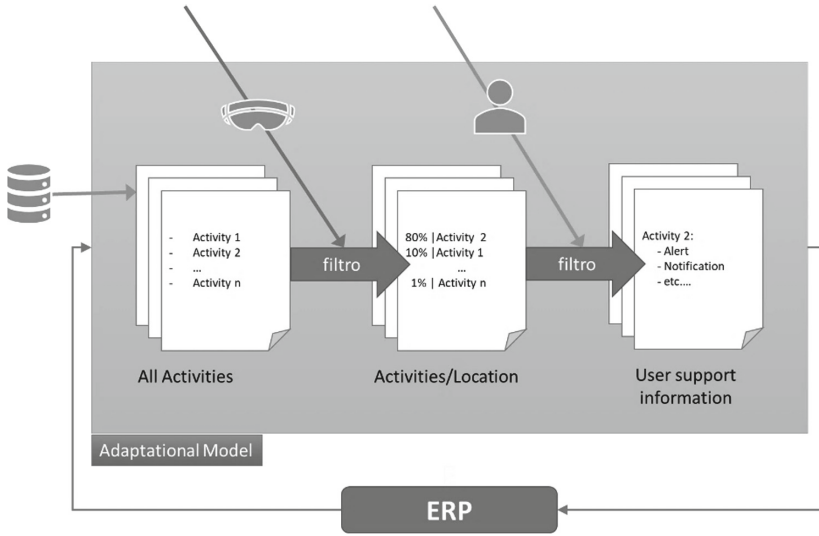 - Activity 1
- Activity 2
- ...
- Activity n
filtro
80% | Activity 2
10% | Activity 1
...
1% | Activity n
filtro
Activity 2:
- Alert
- Notification
- etc....
All Activities
Activities/Location
User support
information
Adaptational Model
ERP